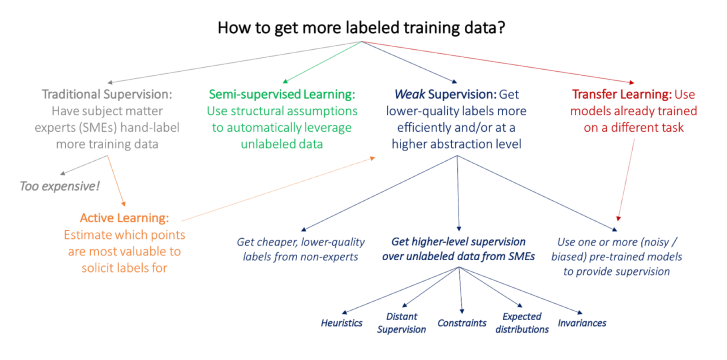 How to get more labeled training data?
Traditional Supervision:
Have subject matter
experts (SMEs) hand-label
more training data
Semi-supervised Learning:
Use structural assumptions
to automatically leverage
unlabeled data
Weak Supervision: Get
lower-quality labels more
efficiently and/or at a
higher abstraction level
Transfer Learning: Use
models already trained
on a different task
Too expensive!
Active Learning:
Estimate which points
are most valuable to
solicit labels for
Get cheaper, lower-quality
labels from non-experts
Get higher-level supervision
over unlabeled data from SMEs
Use one or more (noisy /
biased) pre-trained models
to provide supervision
Heuristics
Distant
Supervision
Constraints
Expected
distributions
Invariances